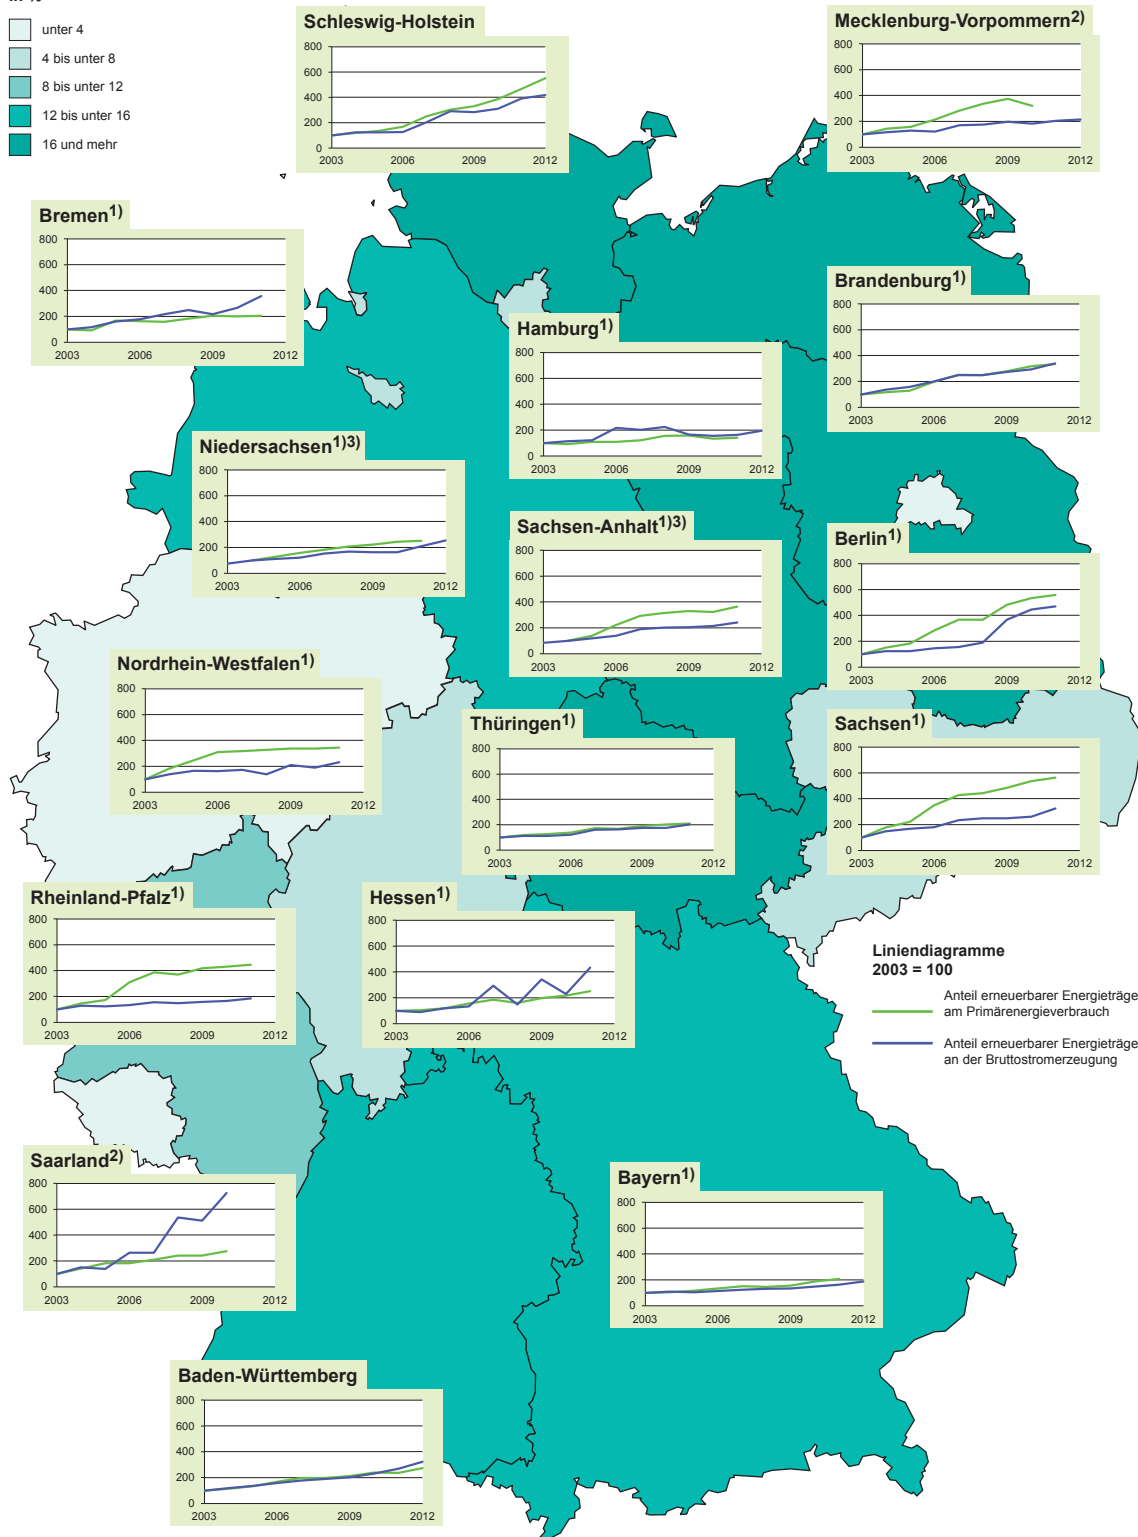 in %
unter 4
4 bis unter 8
8 bis unter 12
12 bis unter 16
16 und mehr
Schleswig-Holstein
800
600
400
200
0
2003 2006 2009 2012
Mecklenburg-Vorpommern2)
800
600
400
200
0
2003 2006 2009 2012
Bremen1)
800
600
400
200
0
2003 2006 2009 2012
Brandenburg1)
800
600
400
200
0
2003 2006 2009 2012
Hamburg1)
800
600
400
200
0
2003 2006 2009 2012
Niedersachsen1)3)
800
600
400
200
0
2003 2006 2009 2012
Sachsen-Anhalt1)3)
800
600
400
200
0
2003 2006 2009 2012
Berlin1)
800
600
400
200
0
2003 2006 2009 2012
Nordrhein-Westfalen1)
800
600
400
200
0
2003 2006 2009 2012
Thüringen1)
800
600
400
200
0
2003 2006 2009 2012
Sachsen1)
800
600
400
200
0
2003 2006 2009 2012
Rheinland-Pfalz1)
800
600
400
200
0
2003 2006 2009 2012
Hessen1)
800
600
400
200
0
2003 2006 2009 2012
Liniendiagramme
2003 = 100
Anteil erneuerbarer Energieträge
am Primärenergieverbrauch
Anteil erneuerbarer Energieträge
an der Bruttostromerzeugung
Saarland2)
800
600
400
200
0
2003 2006 2009 2012
Bayern1)
800
600
400
200
0
2003 2006 2009 2012
Baden-Württemberg
800
600
400
200
0
2003 2006 2009 2012